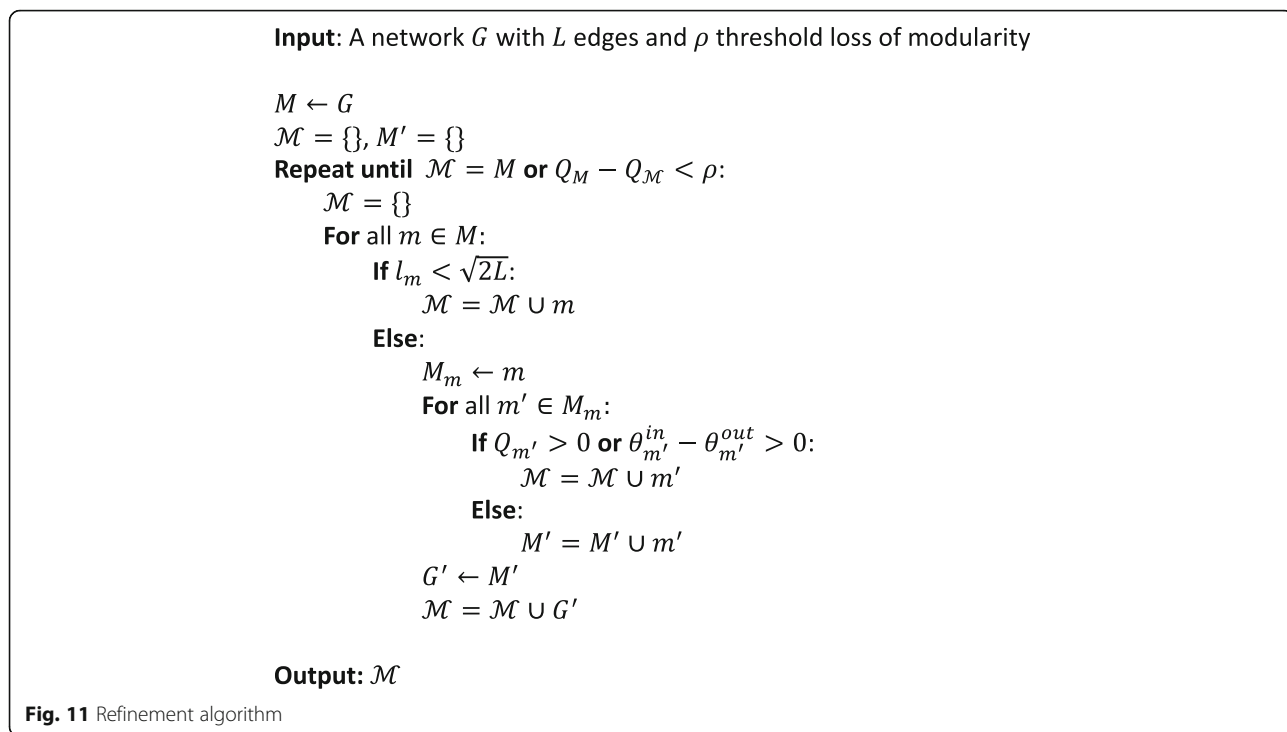 Input: A network G with L edges and ρ threshold loss of modularity
M ← G
ℳ = {}, M′ = {}
Repeat until ℳ = M or Q_M − Q_ℳ < ρ:
ℳ = {}
For all m ∈ M:
If l_m < √2L:
ℳ = ℳ ∪ m
Else:
M_m ← m
For all m′ ∈ M_m:
If Q_m′ > 0 or θ_m′^in − θ_m′^out > 0:
ℳ = ℳ ∪ m′
Else:
M′ = M′ ∪ m′
G′ ← M′
ℳ = ℳ ∪ G′
Output: ℳ
Fig. 11 Refinement algorithm